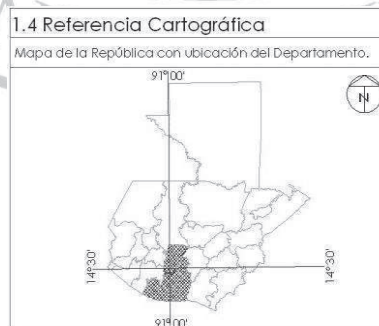 1.4 Referencia Cartográfica
Mapa de la República con ubicación del Departamento.
91°00'
N
14°30'
14°30'
91°00'